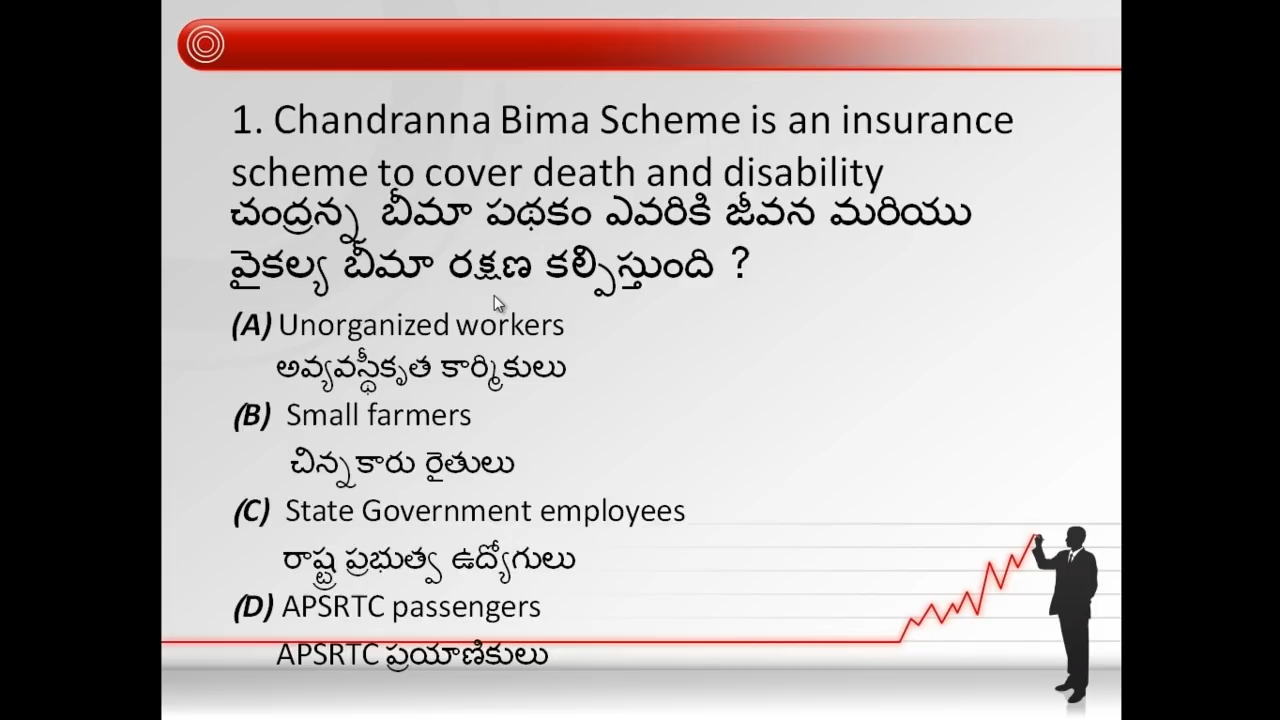 1. Chandranna Bima Scheme is an insurance
scheme to cover death and disability
చంద్రన్న బీమా పథకం ఎవరికి జీవన మరియు
వైకల్య బీమా రక్షణ కల్పిస్తుంది ?
(A) Unorganized workers
అవ్యవస్థీకృత కార్మికులు
(B) Small farmers
చిన్నకారు రైతులు
(C) State Government employees
రాష్ట్ర ప్రభుత్వ ఉద్యోగులు
(D) APSRTC passengers
APSRTC ప్రయాణికులు